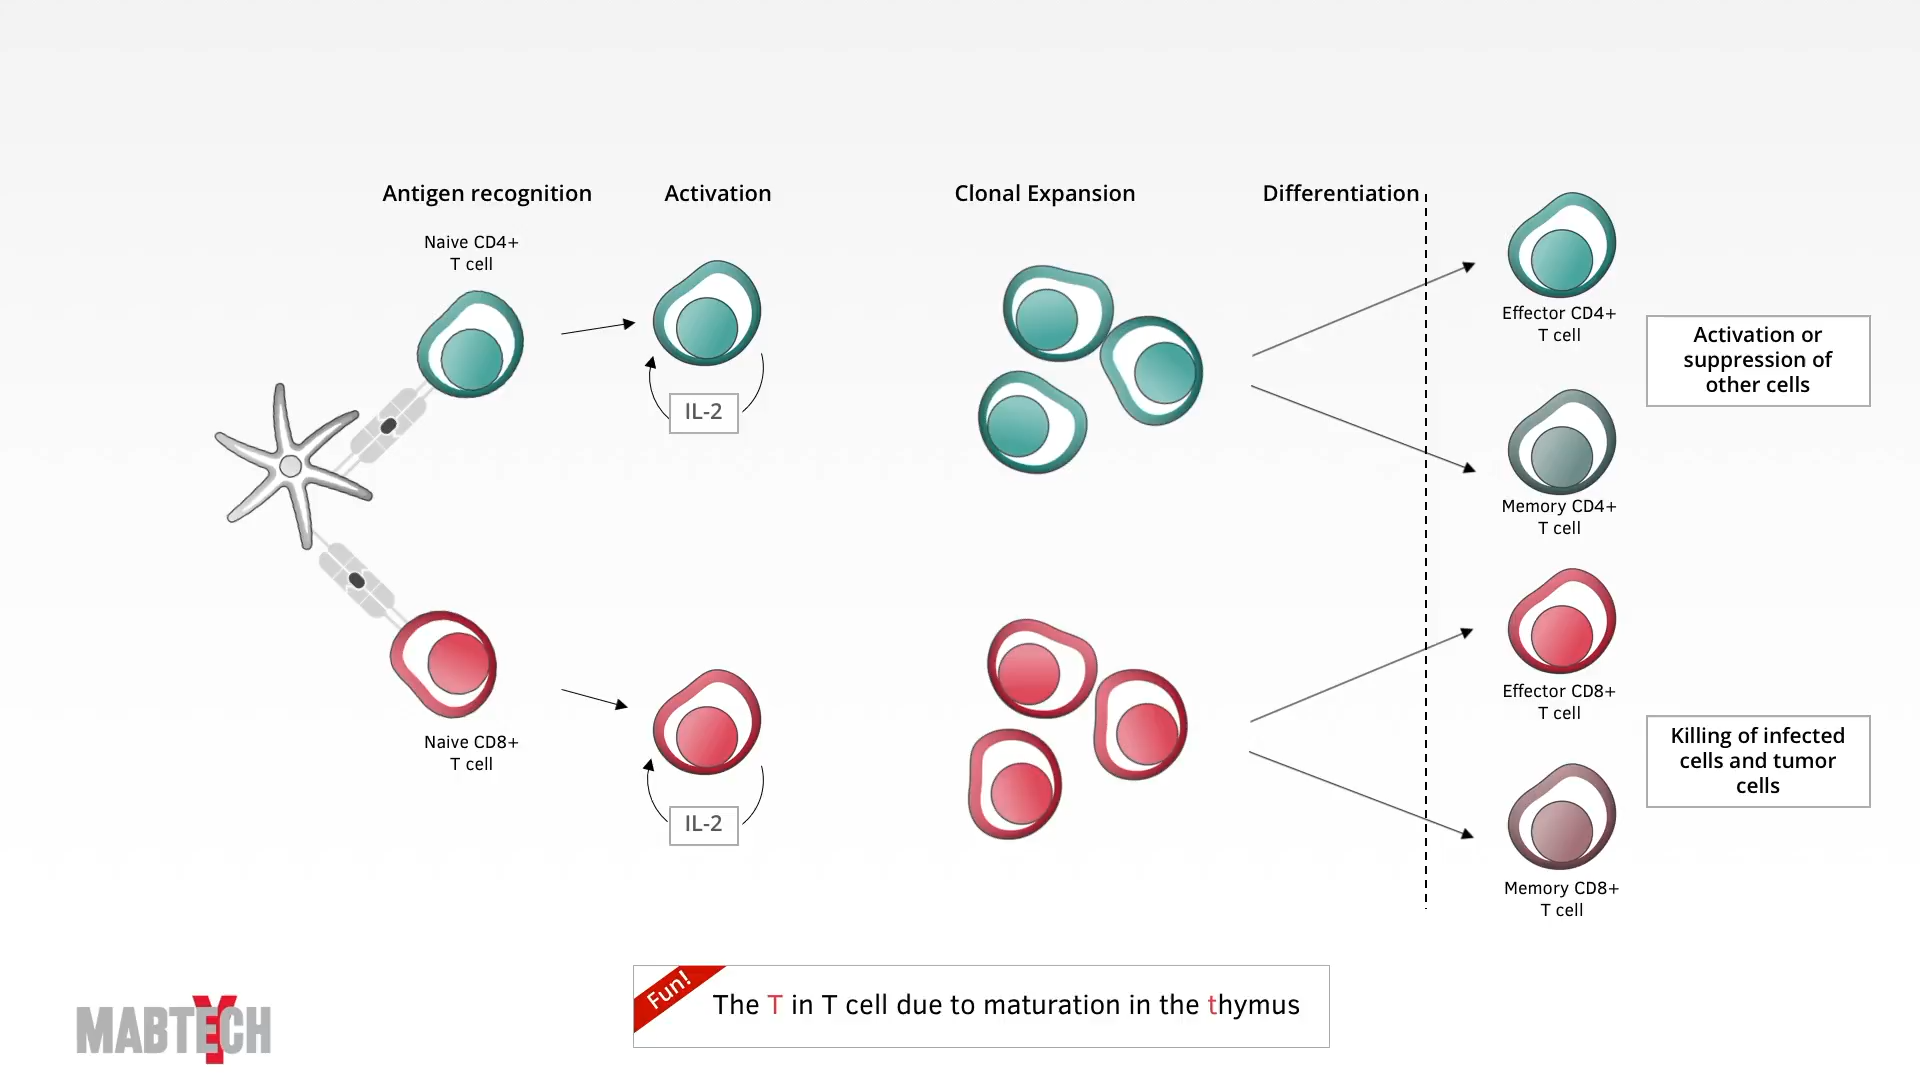 Antigen recognition
Activation
Clonal Expansion
Differentiation
Naive CD4+
T cell
IL-2
Effector CD4+
T cell
Activation or
suppression of
other cells
Memory CD4+
T cell
Naive CD8+
T cell
IL-2
Effector CD8+
T cell
Killing of infected
cells and tumor
cells
Memory CD8+
T cell
Fun!
The T in T cell due to maturation in the thymus
MABTECH